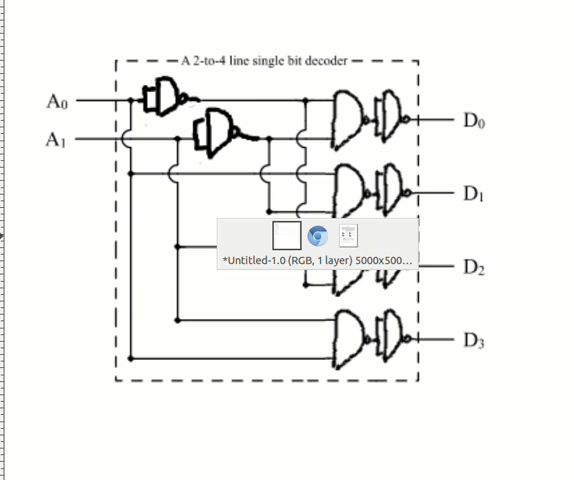 A 2-to-4 line single bit decoder
A₀
A₁
D₀
D₁
*Untitled-1.0 (RGB, 1 layer) 5000x500...
D₂
D₃